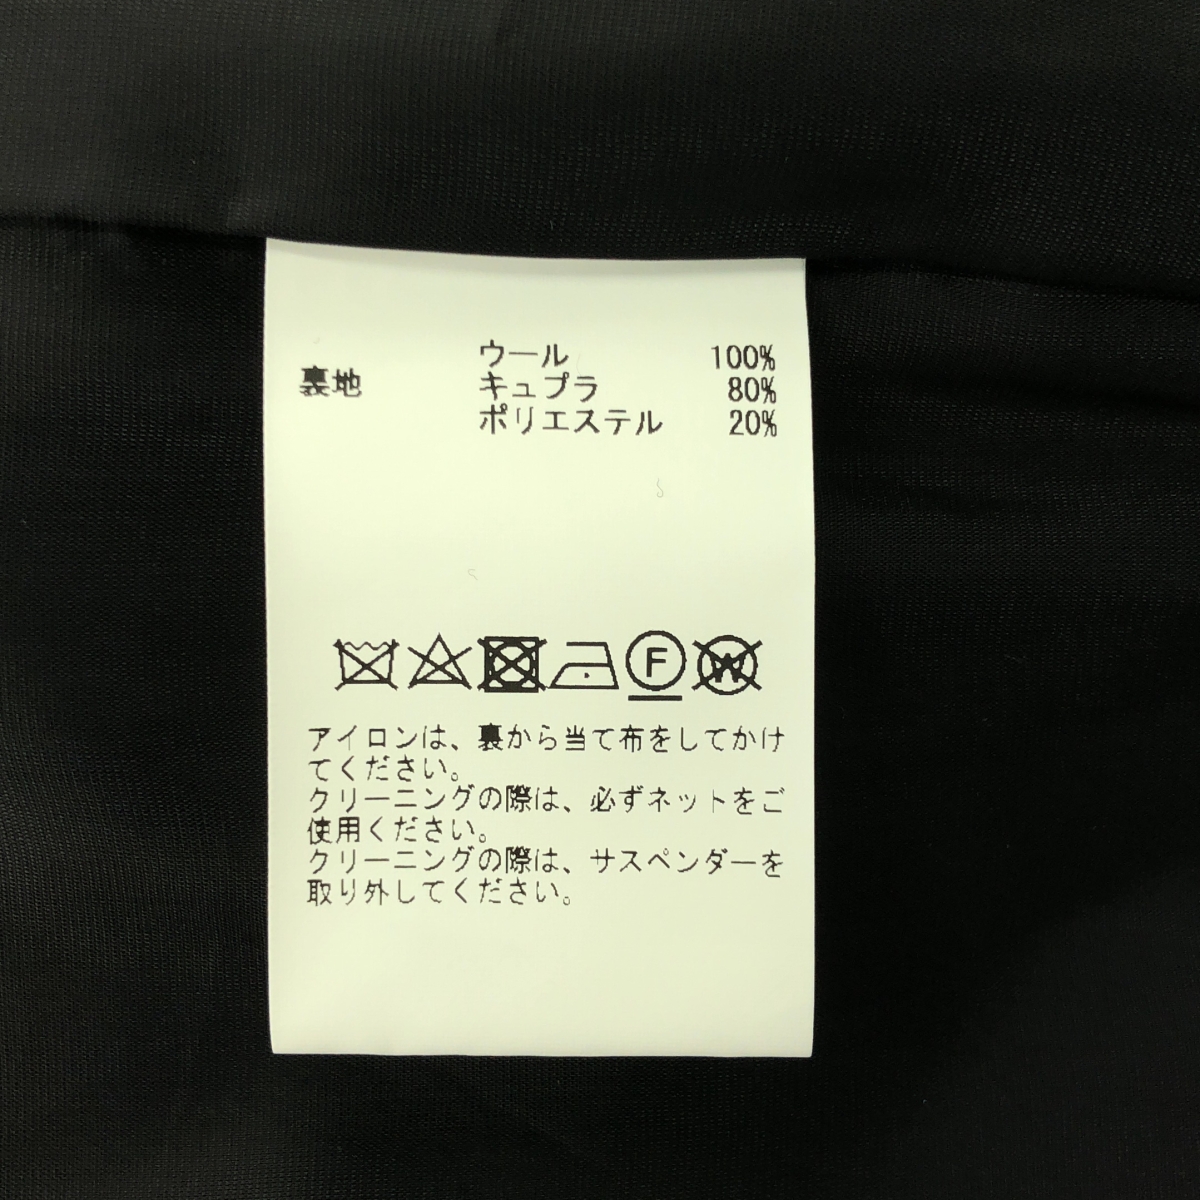 ウール 100%
裏地 キュプラ 80%
ポリエステル 20%
F
W
アイロンは、裏から当て布をしてかけ
てください。
クリーニングの際は、必ずネットをご
使用ください。
クリーニングの際は、サスペンダーを
取り外してください。